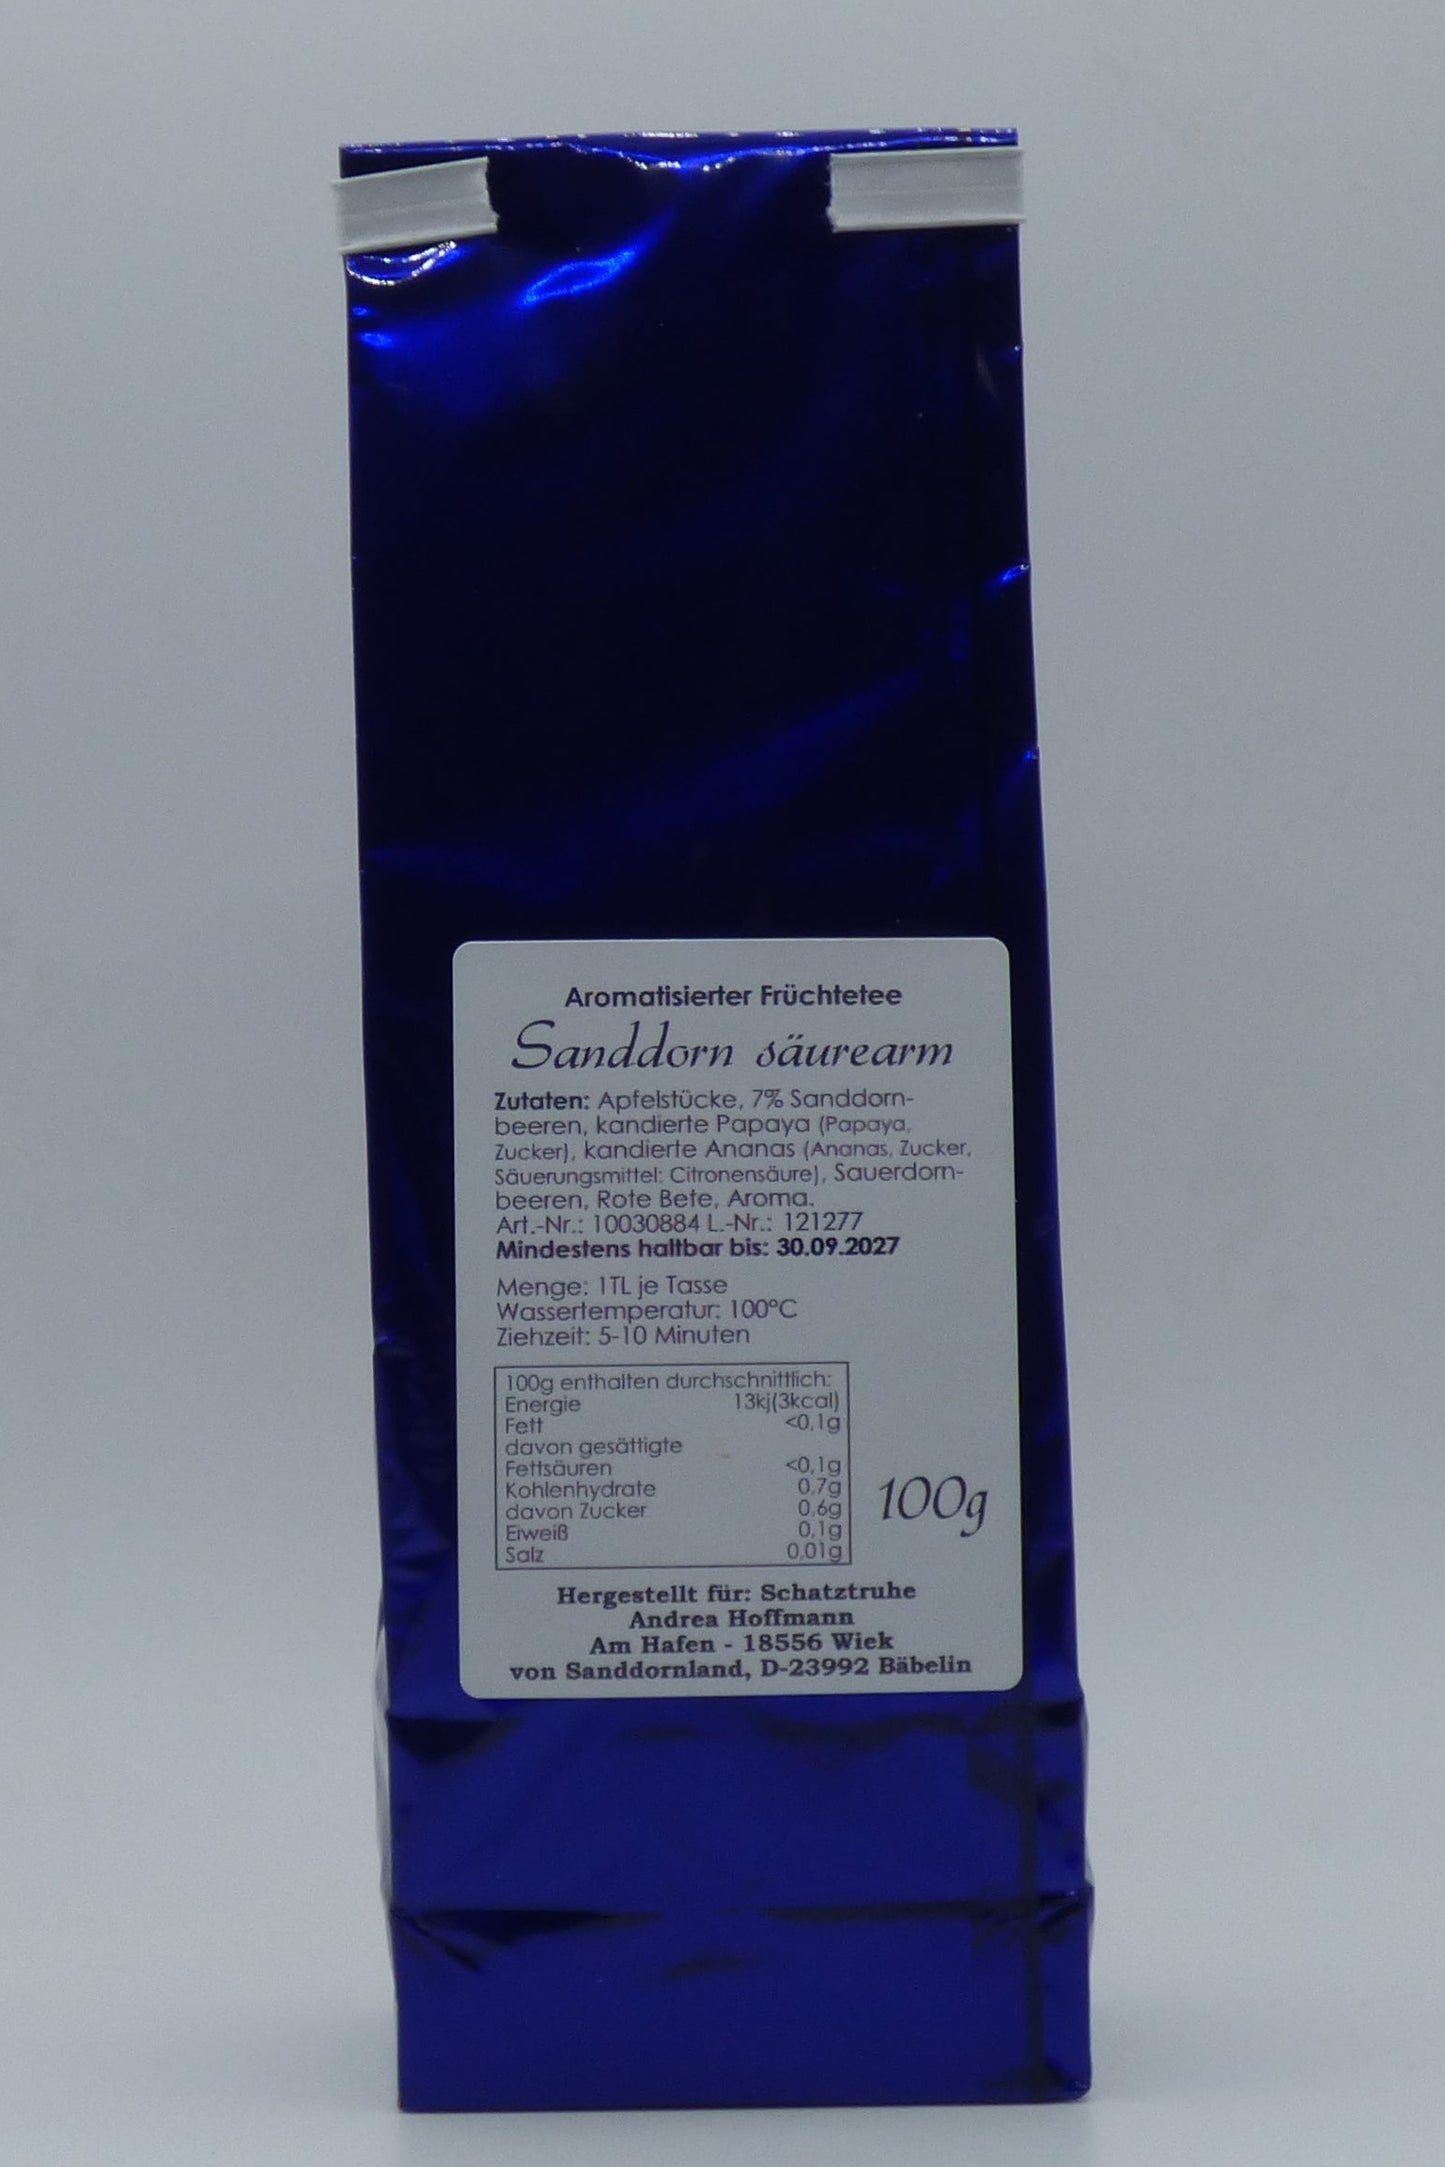 Aromatisierter Früchtetee
Sanddorn säurearm
Zutaten: Apfelstücke, 7% Sanddorn-
beeren, kandierte Papaya (Papaya,
Zucker), kandierte Ananas (Ananas, Zucker,
Säuerungsmittel: Citronensäure), Sauerdorn-
beeren, Rote Bete, Aroma.
Art.-Nr.: 10030884 L.-Nr.: 121277
Mindestens haltbar bis: 30.09.2027
Menge: 1TL je Tasse
Wassertemperatur: 100°C
Ziehzeit: 5-10 Minuten
100g enthalten durchschnittlich:
Energie 13kj(3kcal)
Fett <0,1g
davon gesättigte
Fettsäuren <0,1g
Kohlenhydrate 0,7g
davon Zucker 0,6g
Eiweiß 0,1g
Salz 0,01g
100g
Hergestellt für: Schatztruhe
Andrea Hoffmann
Am Hafen - 18556 Wiek
von Sanddornland, D-23992 Bäbelin